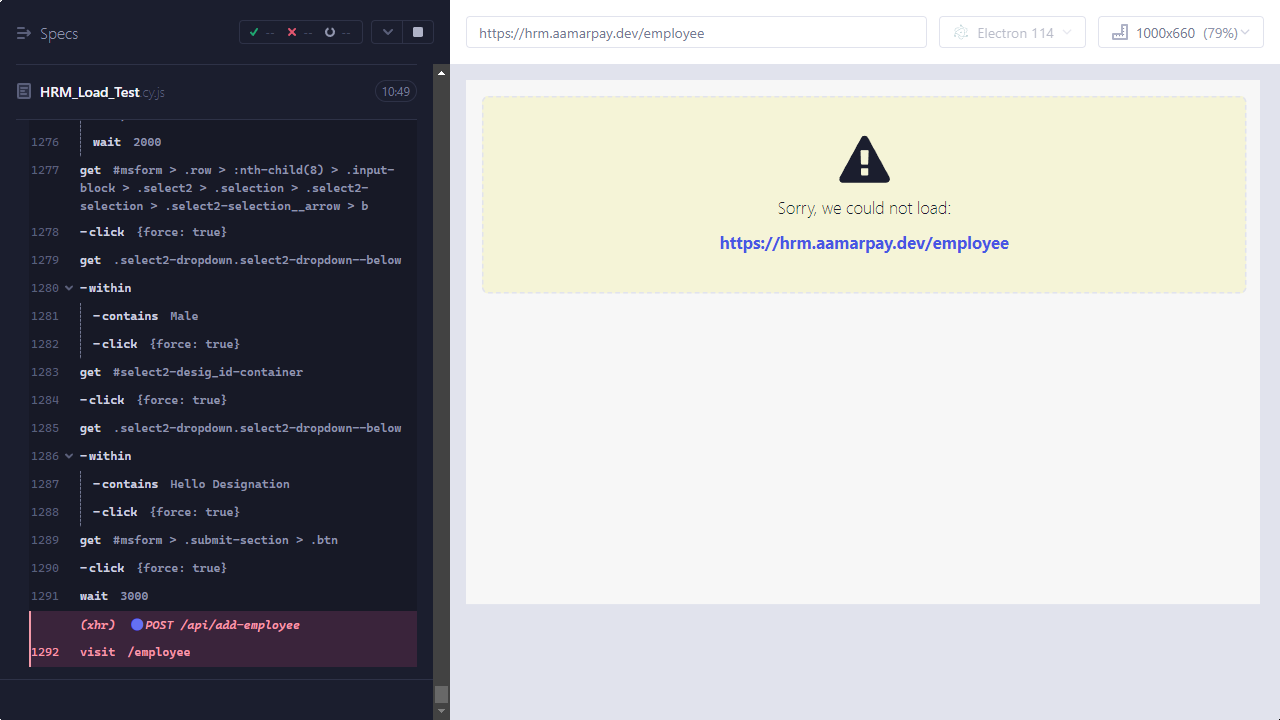 Specs
-- -- --
HRM_Load_Test.cy.js 10:49
1276 wait 2000
1277 get #msform > .row > :nth-child(8) > .input-
block > .select2 > .selection > .select2-
selection > .select2-selection__arrow > b
1278 -click {force: true}
1279 get .select2-dropdown.select2-dropdown--below
1280 -within
1281 -contains Male
1282 -click {force: true}
1283 get #select2-desig_id-container
1284 -click {force: true}
1285 get .select2-dropdown.select2-dropdown--below
1286 -within
1287 -contains Hello Designation
1288 -click {force: true}
1289 get #msform > .submit-section > .btn
1290 -click {force: true}
1291 wait 3000
(xhr) POST /api/add-employee
1292 visit /employee
https://hrm.aamarpay.dev/employee
Electron 114
1000x660 (79%)
Sorry, we could not load:
https://hrm.aamarpay.dev/employee